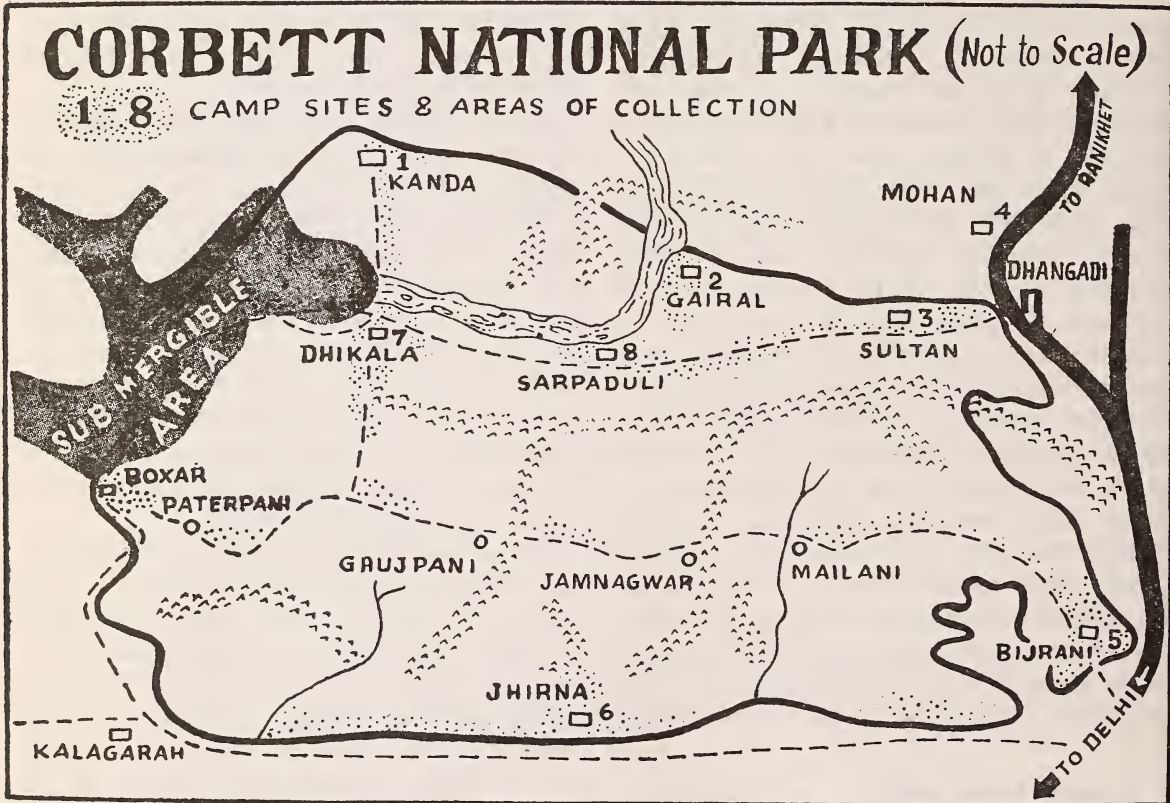 CORBETT NATIONAL PARK (Not to Scale)
1-8 CAMP SITES & AREAS OF COLLECTION
1
KANDA
MOHAN
4
TO RANIKHET
DHANGADI
2
GAIRAL
3
SULTAN
SUBMERGIBLE
AREA
7
DHIKALA
8
SARPADULI
BOXAR
PATERPANI
GAUJPANI
JAMNAGWAR
MAILANI
5
BIJRANI
JHIRNA
6
KALAGARAH
TO DELHI